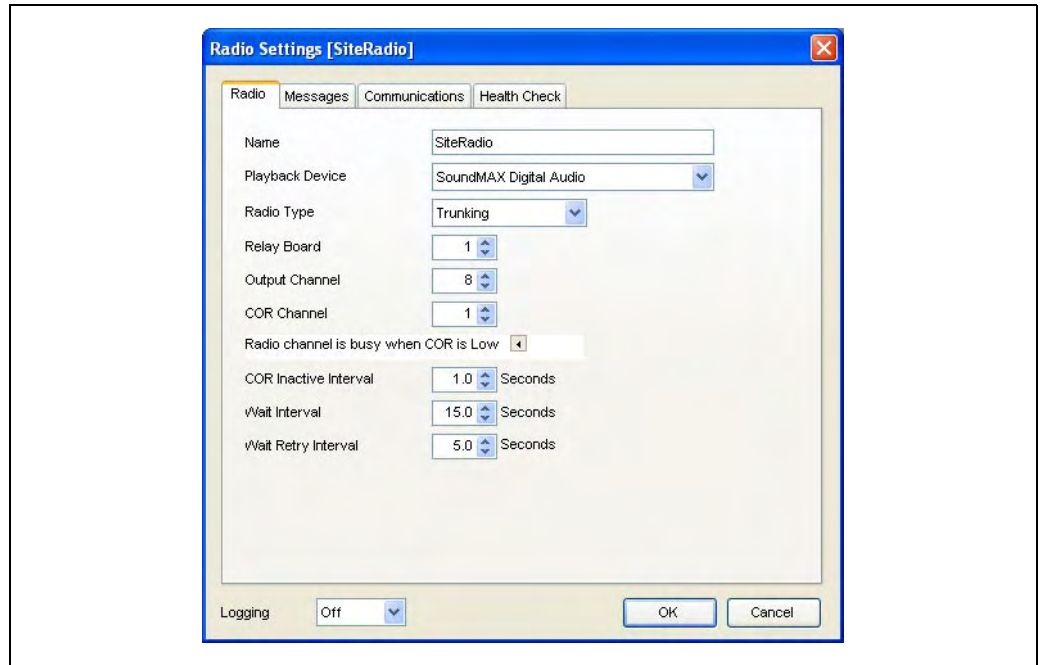 Radio Settings [SiteRadio]
Radio Messages Communications Health Check
Name SiteRadio
Playback Device SoundMAX Digital Audio
Radio Type Trunking
Relay Board 1
Output Channel 8
COR Channel 1
Radio channel is busy when COR is Low
COR Inactive Interval 1.0 Seconds
Wait Interval 15.0 Seconds
Wait Retry Interval 5.0 Seconds
Logging Off OK Cancel